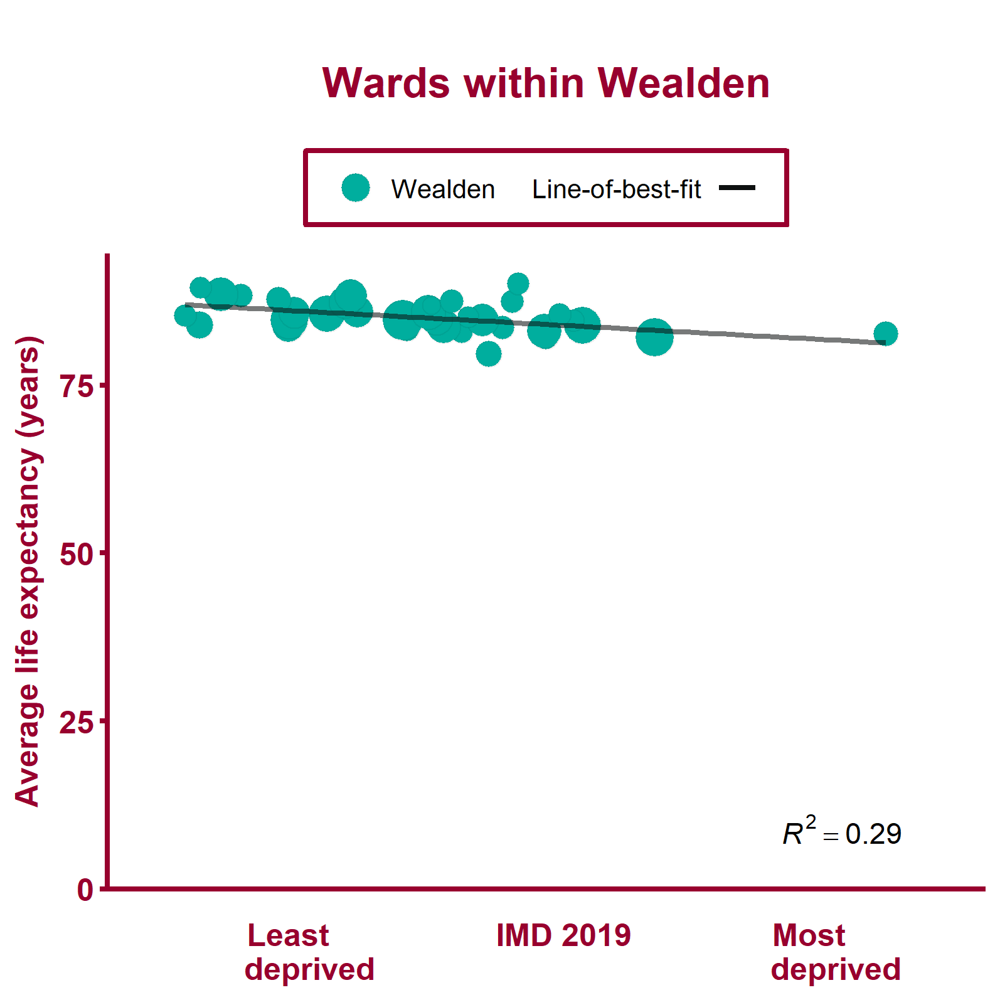 Wards within Wealden
Wealden Line-of-best-fit
Average life expectancy (years)
75
50
25
0
R² = 0.29
Least deprived
IMD 2019
Most deprived